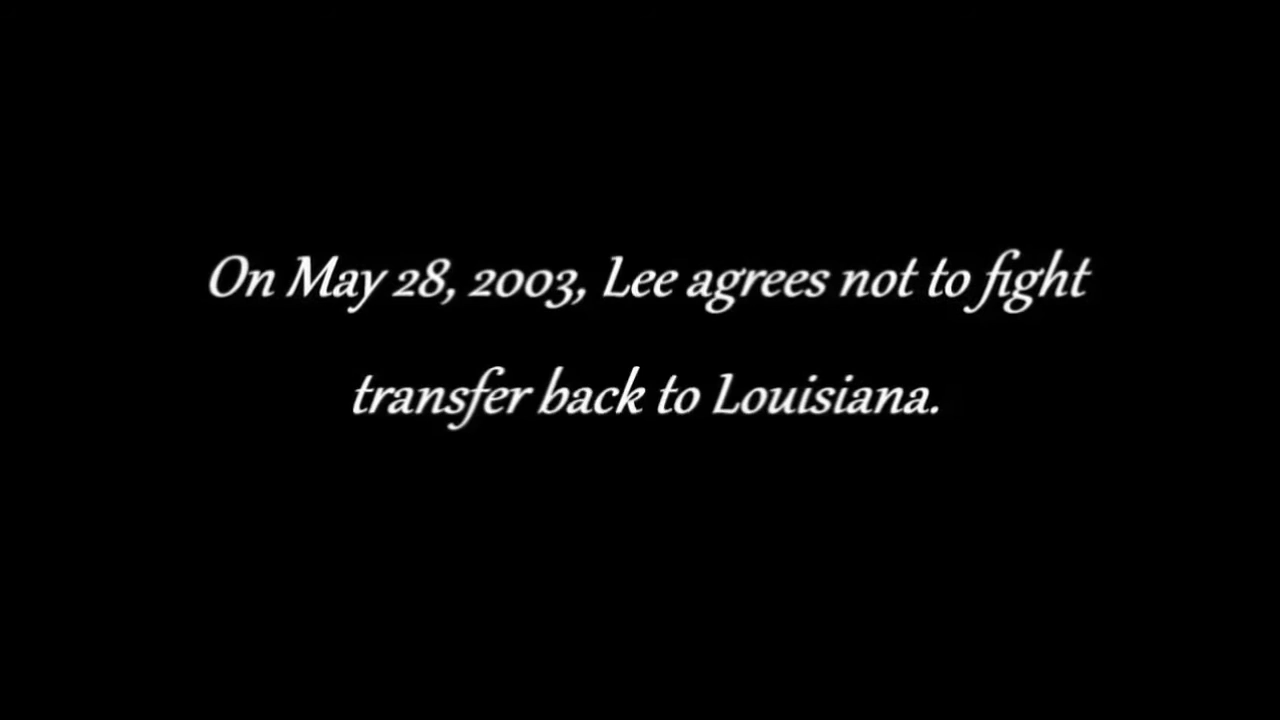 On May 28, 2003, Lee agrees not to fight
transfer back to Louisiana.